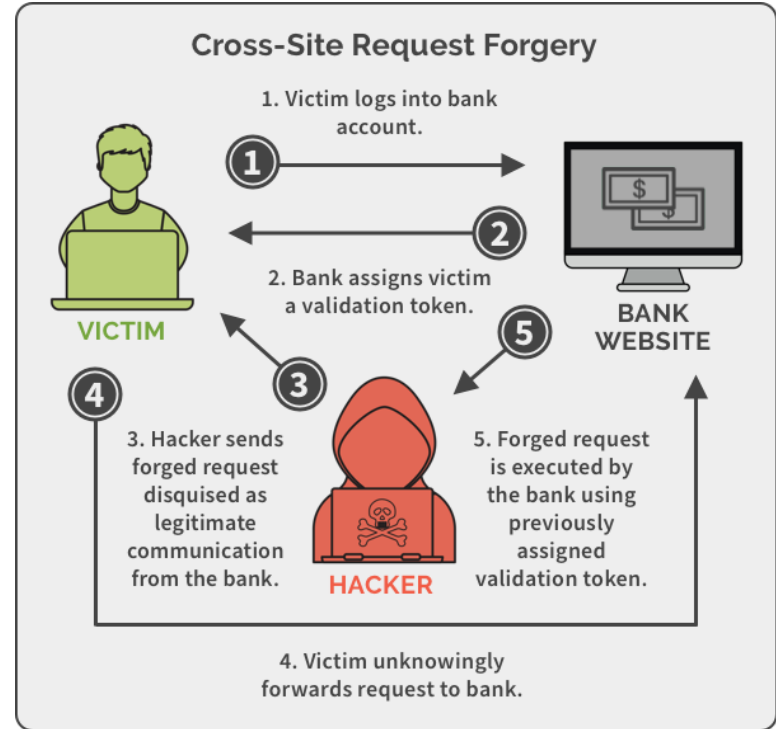 Cross-Site Request Forgery
1. Victim logs into bank
account.
1
2
2. Bank assigns victim
a validation token.
VICTIM
$
$
BANK
WEBSITE
5
3
4
3. Hacker sends
forged request
disquised as
legitimate
communication
from the bank.
HACKER
5. Forged request
is executed by
the bank using
previously
assigned
validation token.
4. Victim unknowingly
forwards request to bank.